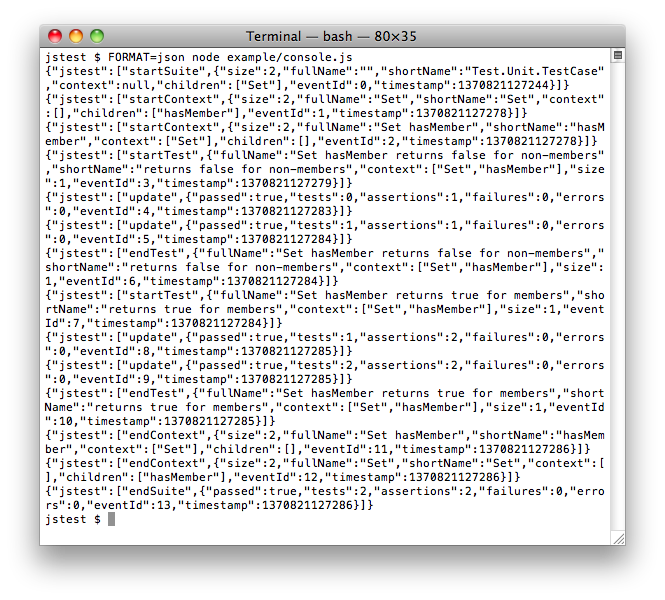 Terminal — bash — 80×35
jstest $ FORMAT=json node example/console.js
{"jstest":["startSuite",{"size":2,"fullName":"","shortName":"Test.Unit.TestCase"
,"context":null,"children":["Set"],"eventId":0,"timestamp":1370821127244}]}
{"jstest":["startContext",{"size":2,"fullName":"Set","shortName":"Set","context"
:[],"children":["hasMember"],"eventId":1,"timestamp":1370821127278}]}
{"jstest":["startContext",{"size":2,"fullName":"Set hasMember","shortName":"hasM
ember","context":["Set"],"children":[],"eventId":2,"timestamp":1370821127278}]}
{"jstest":["startTest",{"fullName":"Set hasMember returns false for non-members"
,"shortName":"returns false for non-members","context":["Set","hasMember"],"size
":1,"eventId":3,"timestamp":1370821127279}]}
{"jstest":["update",{"passed":true,"tests":0,"assertions":1,"failures":0,"errors
":0,"eventId":4,"timestamp":1370821127283}]}
{"jstest":["update",{"passed":true,"tests":1,"assertions":1,"failures":0,"errors
":0,"eventId":5,"timestamp":1370821127284}]}
{"jstest":["endTest",{"fullName":"Set hasMember returns false for non-members","
shortName":"returns false for non-members","context":["Set","hasMember"],"size":
1,"eventId":6,"timestamp":1370821127284}]}
{"jstest":["startTest",{"fullName":"Set hasMember returns true for members","sho
rtName":"returns true for members","context":["Set","hasMember"],"size":1,"event
Id":7,"timestamp":1370821127284}]}
{"jstest":["update",{"passed":true,"tests":1,"assertions":2,"failures":0,"errors
":0,"eventId":8,"timestamp":1370821127285}]}
{"jstest":["update",{"passed":true,"tests":2,"assertions":2,"failures":0,"errors
":0,"eventId":9,"timestamp":1370821127285}]}
{"jstest":["endTest",{"fullName":"Set hasMember returns true for members","short
Name":"returns true for members","context":["Set","hasMember"],"size":1,"eventId
":10,"timestamp":1370821127285}]}
{"jstest":["endContext",{"size":2,"fullName":"Set hasMember","shortName":"hasMem
ber","context":["Set"],"children":[],"eventId":11,"timestamp":1370821127286}]}
{"jstest":["endContext",{"size":2,"fullName":"Set","shortName":"Set","context":[
],"children":["hasMember"],"eventId":12,"timestamp":1370821127286}]}
{"jstest":["endSuite",{"passed":true,"tests":2,"assertions":2,"failures":0,"erro
rs":0,"eventId":13,"timestamp":1370821127286}]}
jstest $